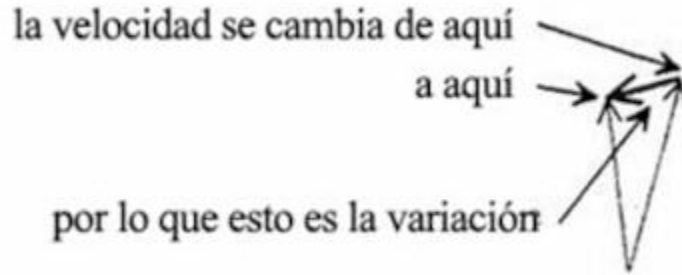 la velocidad se cambia de aquí
a aquí
por lo que esto es la variación